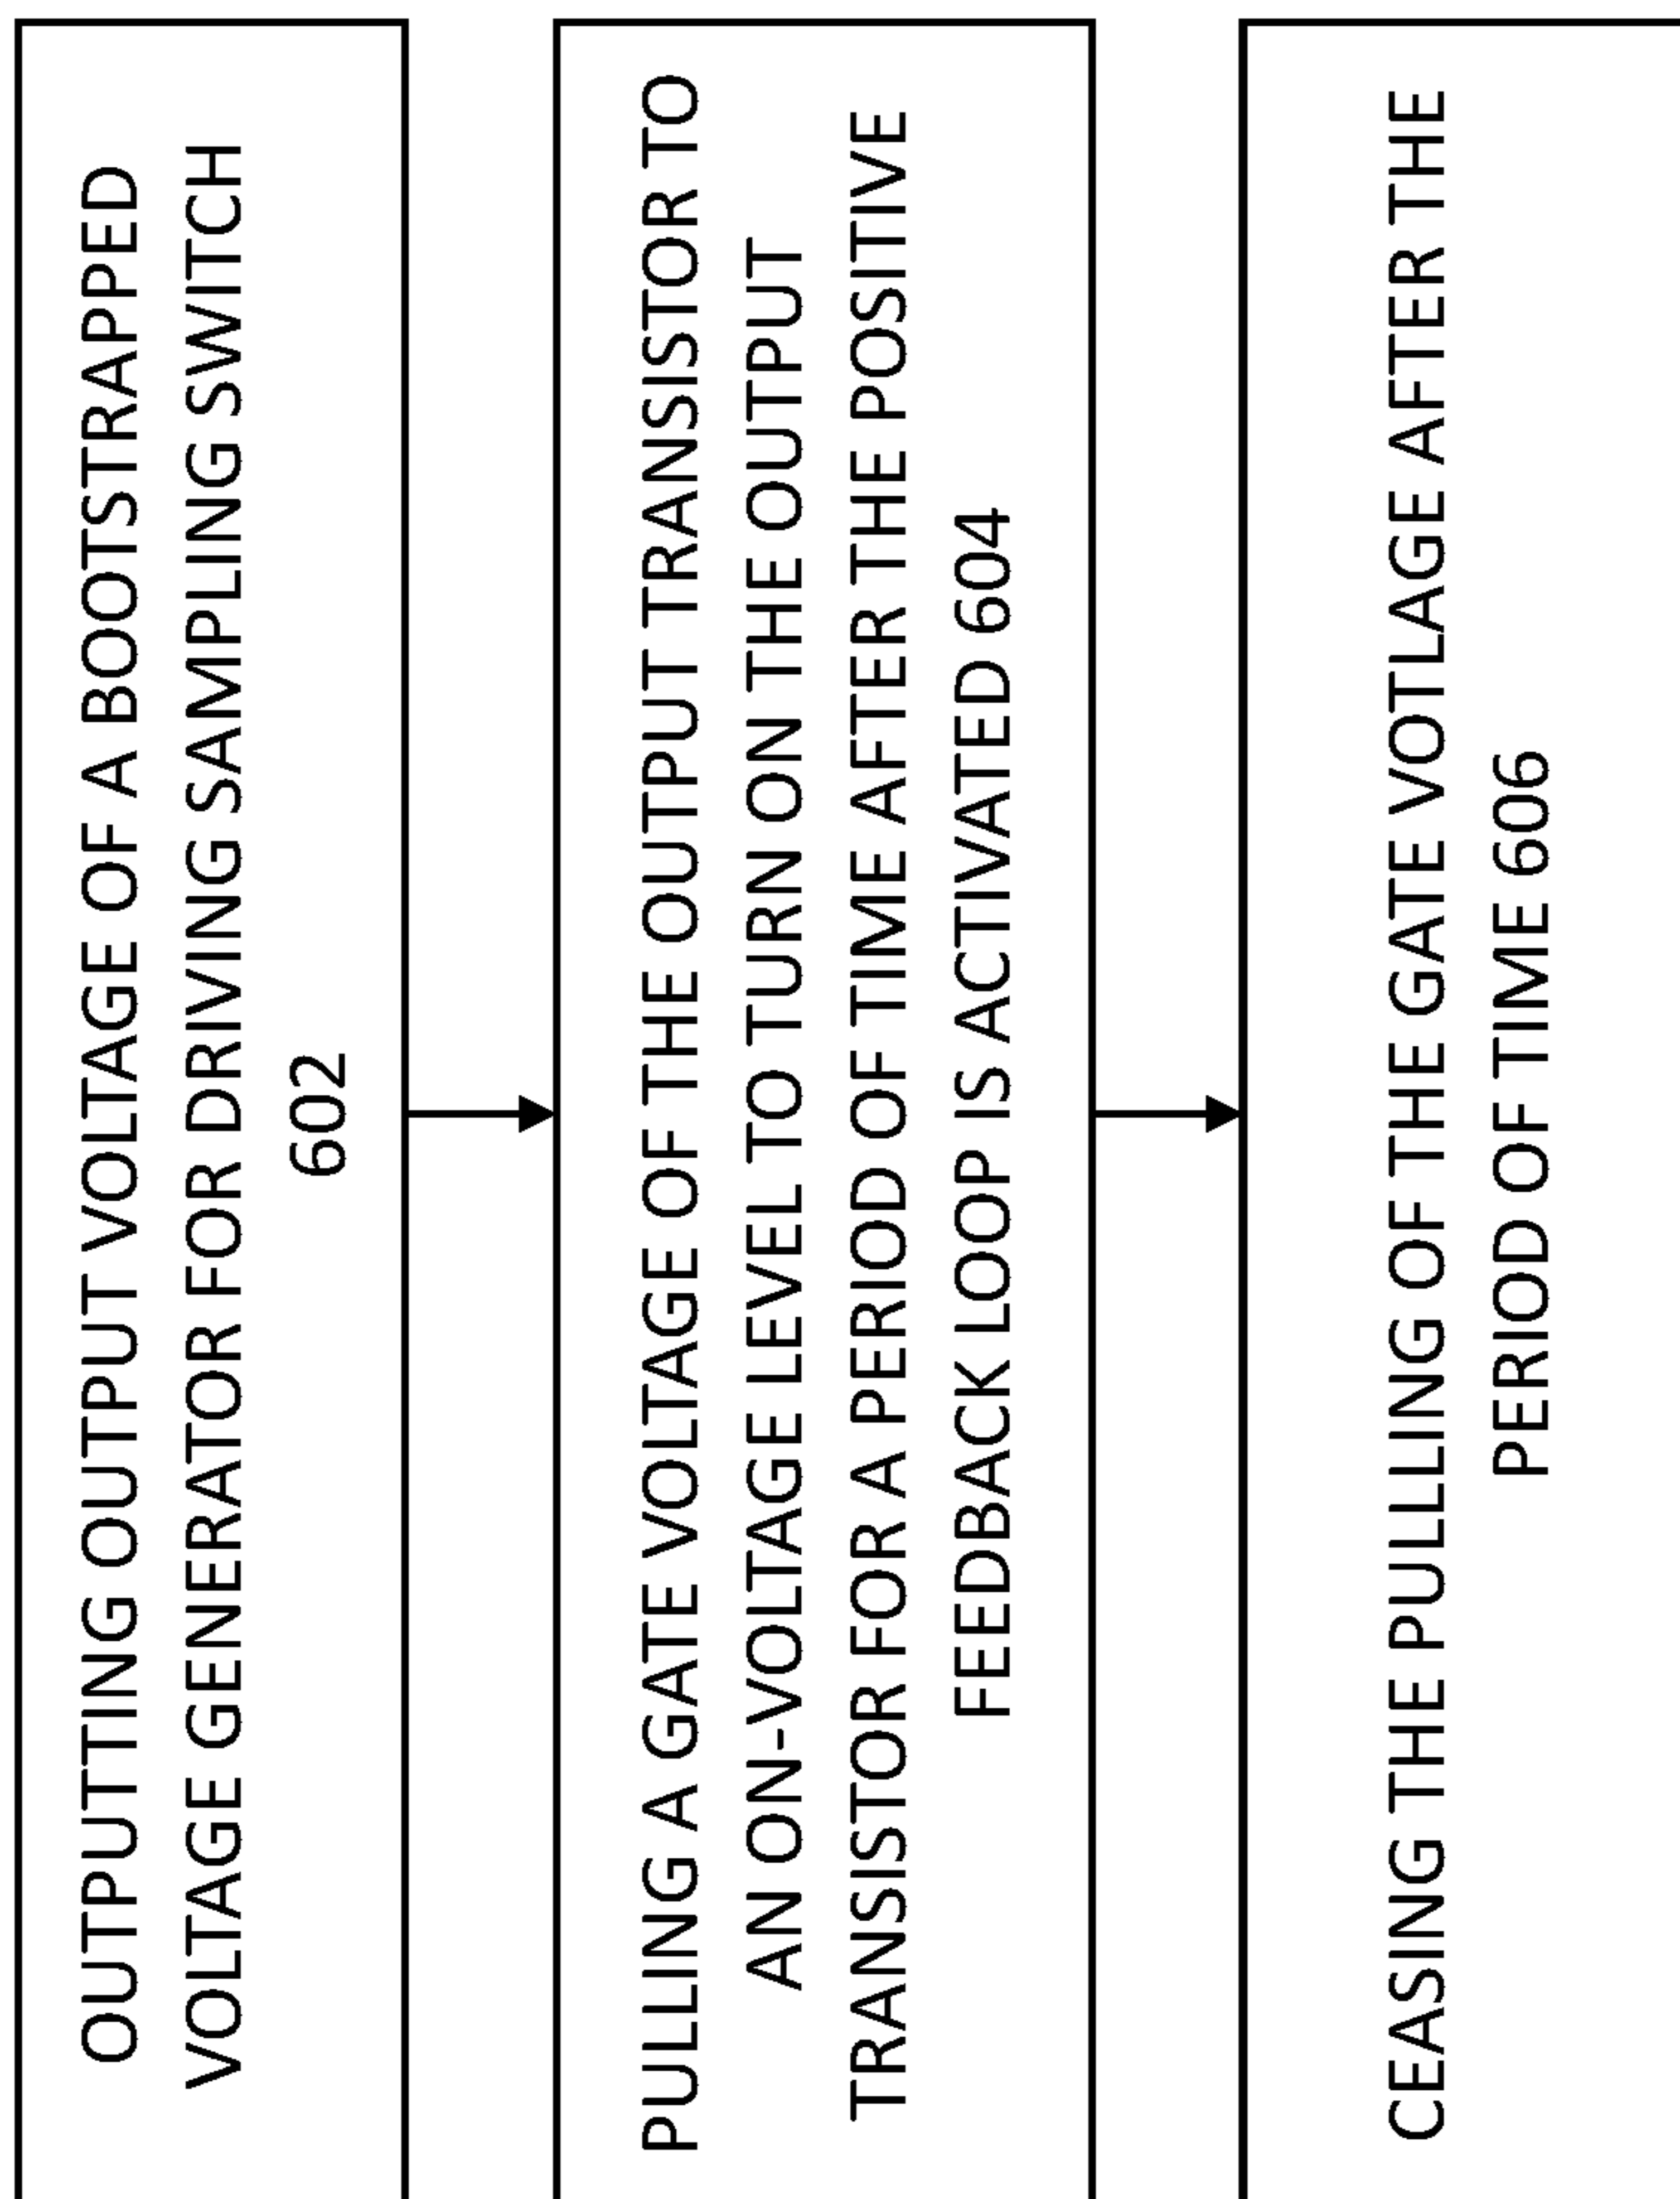 OUTPUTTING OUTPUT VOLTAGE OF A BOOTSTRAPPED
VOLTAGE GENERATOR FOR DRIVING SAMPLING SWITCH
602
PULLING A GATE VOLTAGE OF THE OUTPUT TRANSISTOR TO
AN ON-VOLTAGE LEVEL TO TURN ON THE OUTPUT
TRANSISTOR FOR A PERIOD OF TIME AFTER THE POSITIVE
FEEDBACK LOOP IS ACTIVATED 604
CEASING THE PULLING OF THE GATE VOTLAGE AFTER THE
PERIOD OF TIME 606